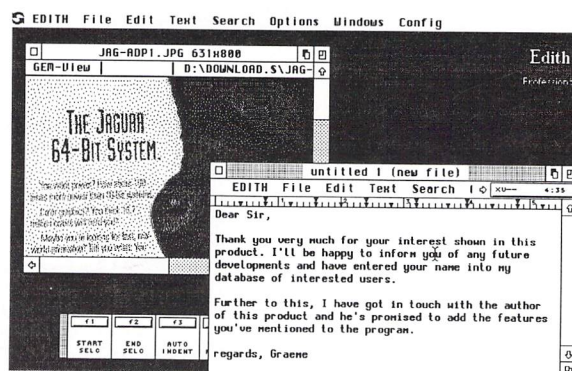 EDITH File Edit Text Search Options Windows Config
JAG-ADP1.JPG 631x800
GEM-View
D:\DOWNLOAD.S\JAG-
THE JAGUAR
64-BIT SYSTEM.
Edith
untitled 1 (new file)
EDITH File Edit Text Search
XV-- 4:35
Dear Sir,
Thank you very much for your interest shown in this
product. I'll be happy to inform you of any future
developments and have entered your name into my
database of interested users.
Further to this, I have got in touch with the author
of this product and he's promised to add the features
you've mentioned to the program.
regards, Graeme
f1 f2 f3
START SELC
END SELC
AUTO INDENT